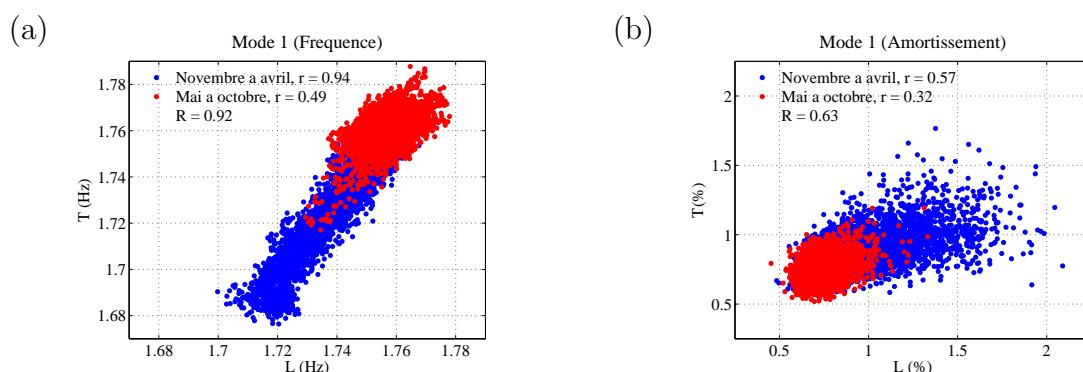 (a)
Mode 1 (Frequence)
Novembre a avril, r = 0.94
Mai a octobre, r = 0.49
R = 0.92
T (Hz)
1.78
1.76
1.74
1.72
1.7
1.68
1.68 1.7 1.72 1.74 1.76 1.78
L (Hz)
(b)
Mode 1 (Amortissement)
Novembre a avril, r = 0.57
Mai a octobre, r = 0.32
R = 0.63
T(%)
2
1.5
1
0.5
0.5 1 1.5 2
L (%)